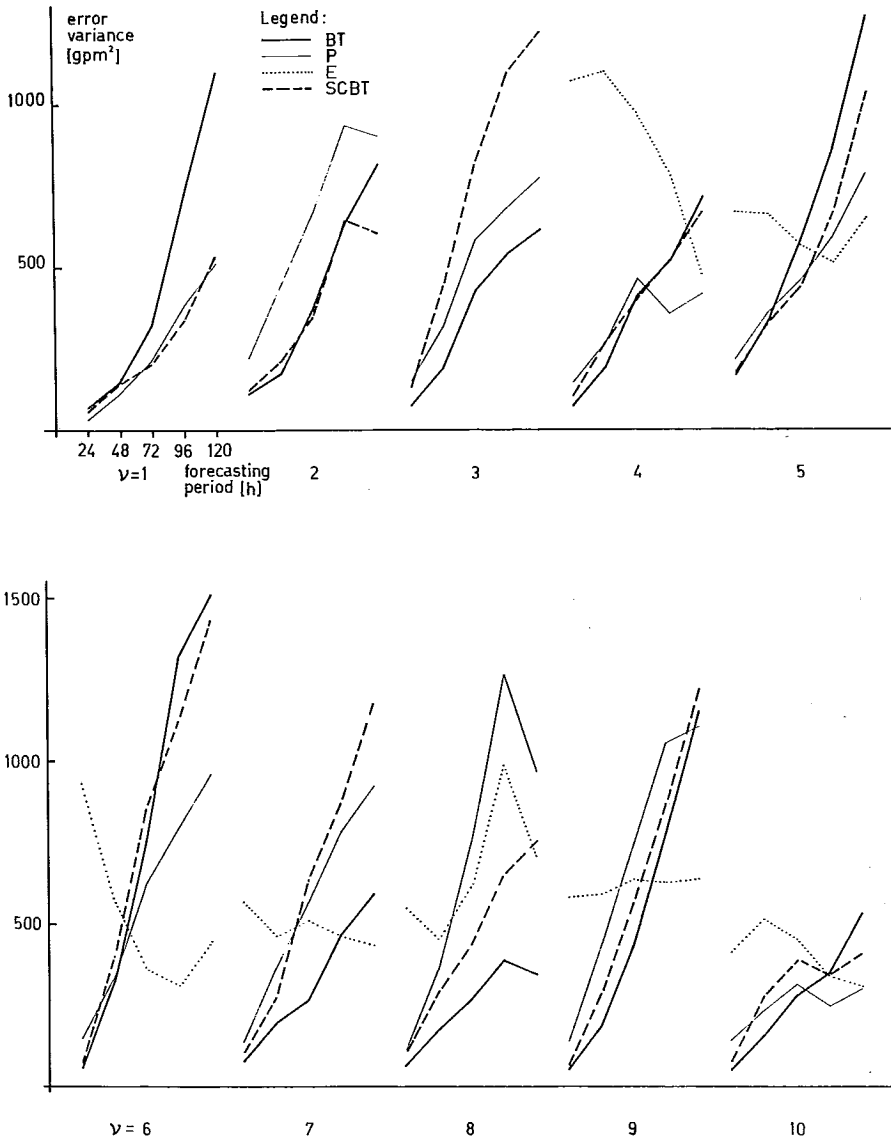 error
variance
[gpm²]
Legend:
BT
P
E
SCBT
1000
500
24 48 72 96 120
ν=1 forecasting
period [h]
2
3
4
5
1500
1000
500
ν = 6
7
8
9
10